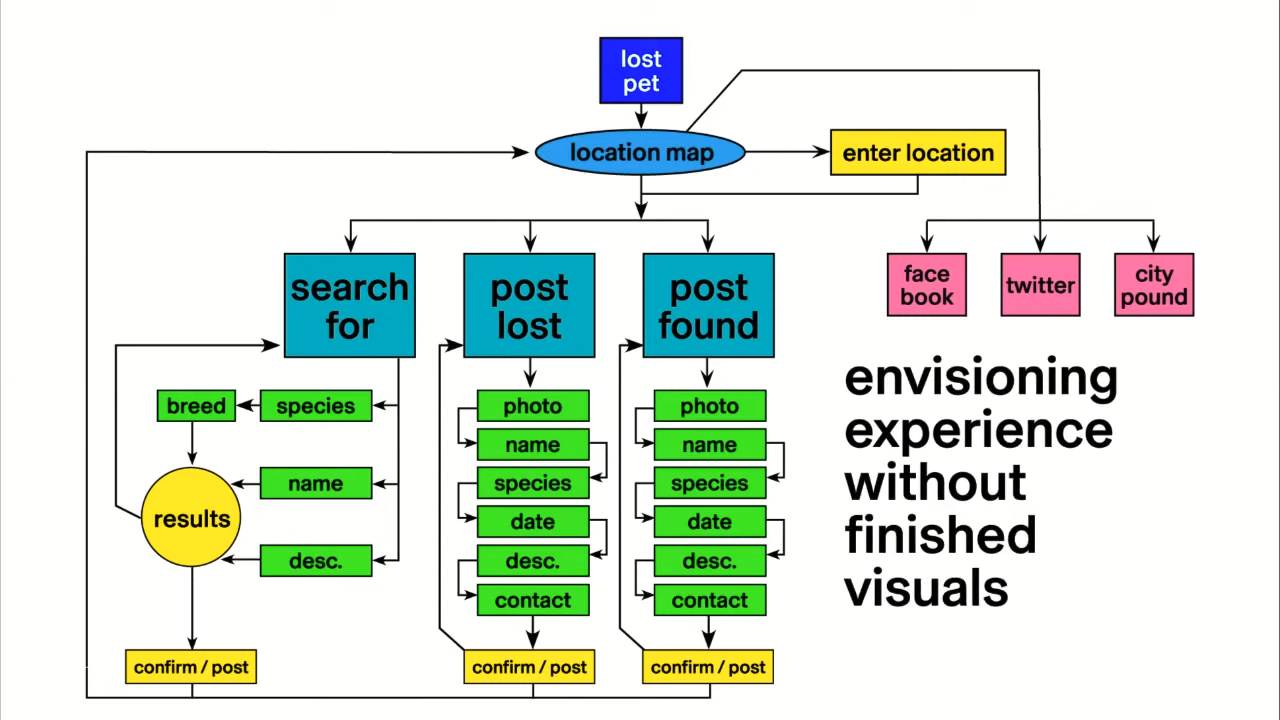 lost
pet
location map
enter location
search
for
post
lost
post
found
face
book
twitter
city
pound
breed
species
name
results
desc.
confirm / post
photo
name
species
date
desc.
contact
confirm / post
photo
name
species
date
desc.
contact
confirm / post
envisioning
experience
without
finished
visuals